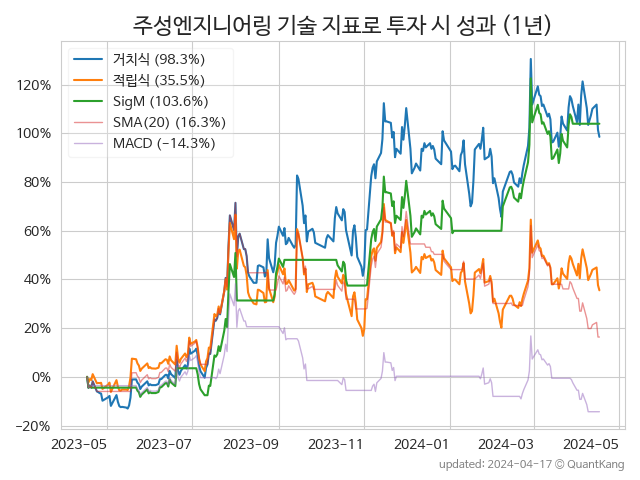 주성엔지니어링 기술 지표로 투자 시 성과 (1년)
거치식 (98.3%)
적립식 (35.5%)
SigM (103.6%)
SMA(20) (16.3%)
MACD (−14.3%)
120%
100%
80%
60%
40%
20%
0%
−20%
2023-05 2023-07 2023-09 2023-11 2024-01 2024-03 2024-05
updated: 2024-04-17 © QuantKang